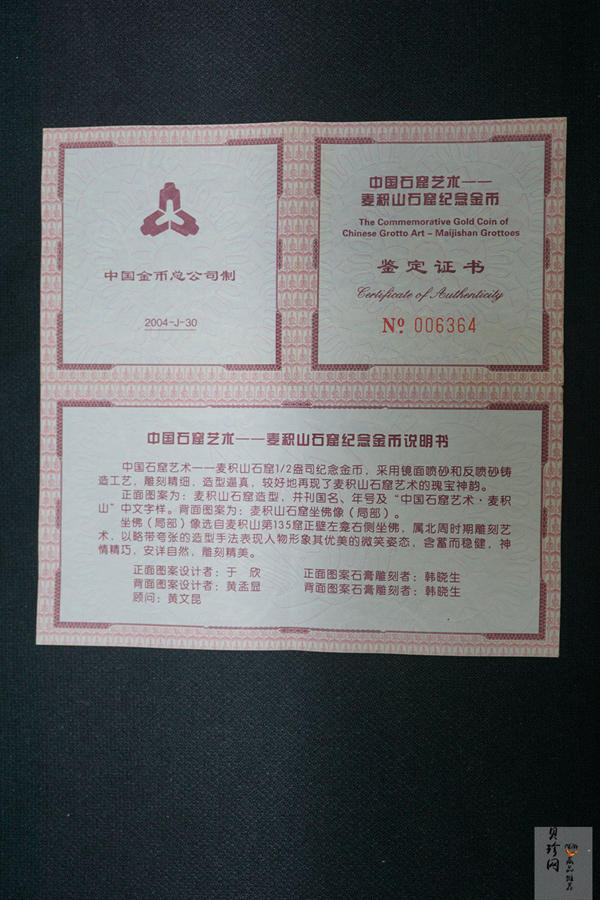 中国金币总公司制
2004-J-30
中国石窟艺术——
麦积山石窟纪念金币
The Commemorative Gold Coin of
Chinese Grotto Art - Maijishan Grottoes
鉴定证书
Certificate of Authenticity
Nº 006364
中国石窟艺术——麦积山石窟纪念金币说明书
中国石窟艺术——麦积山石窟1/2盎司纪念金币，采用镜面喷砂和反喷砂铸
造工艺，雕刻精细，造型逼真，较好地再现了麦积山石窟艺术的瑰宝神韵。
正面图案为：麦积山石窟造型，并刊国名、年号及“中国石窟艺术·麦积
山”中文字样。背面图案为：麦积山石窟坐佛像（局部）。
坐佛（局部）像选自麦积山第135窟正壁左龛右侧坐佛，属北周时期雕刻艺
术，以略带夸张的造型手法表现人物形象其优美的微笑姿态，含蓄而稳健，神
情精巧，安详自然，雕刻精美。
正面图案设计者：于 欣 正面图案石膏雕刻者：韩晓生
背面图案设计者：黄孟显 背面图案石膏雕刻者：韩晓生
顾问：黄文昆
贝珍网